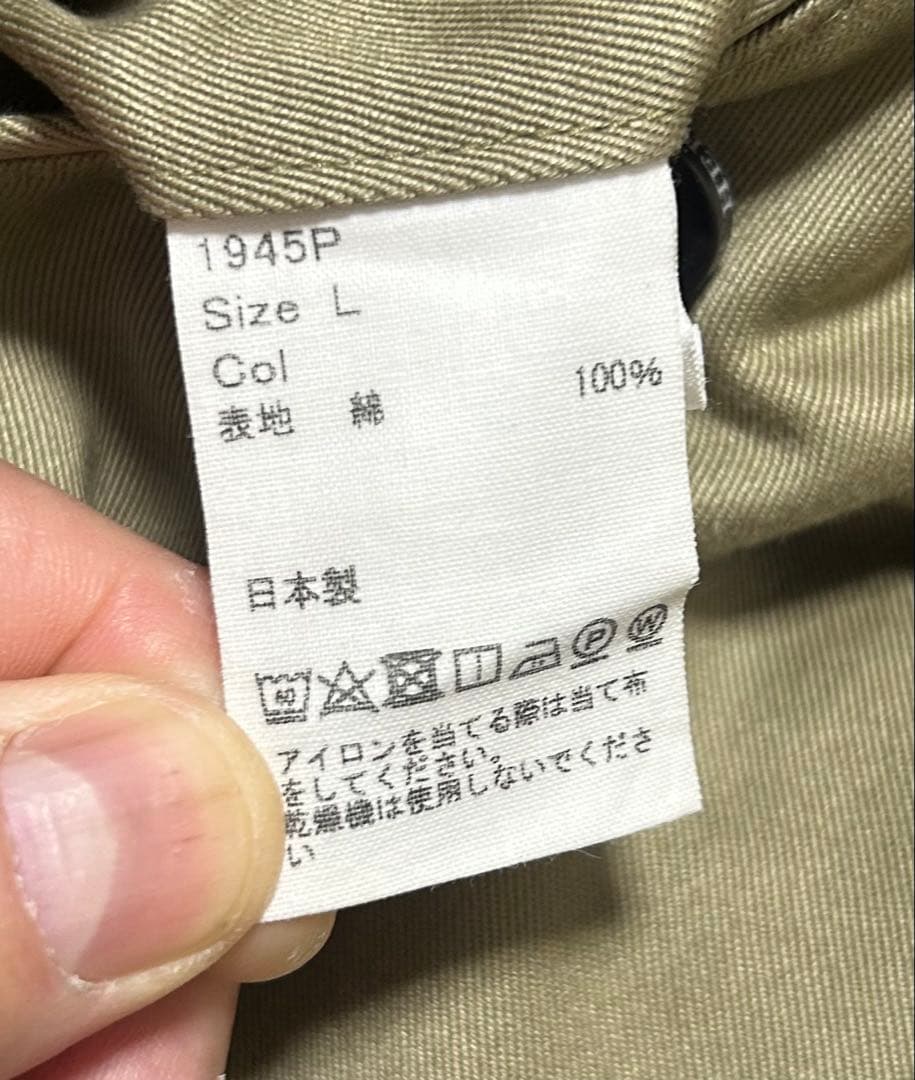 1945P
Size L
Col
表地 綿 100%
日本製
40 P W
アイロンを当てる際は当て布
をしてください。
乾燥機は使用しないでくださ
い